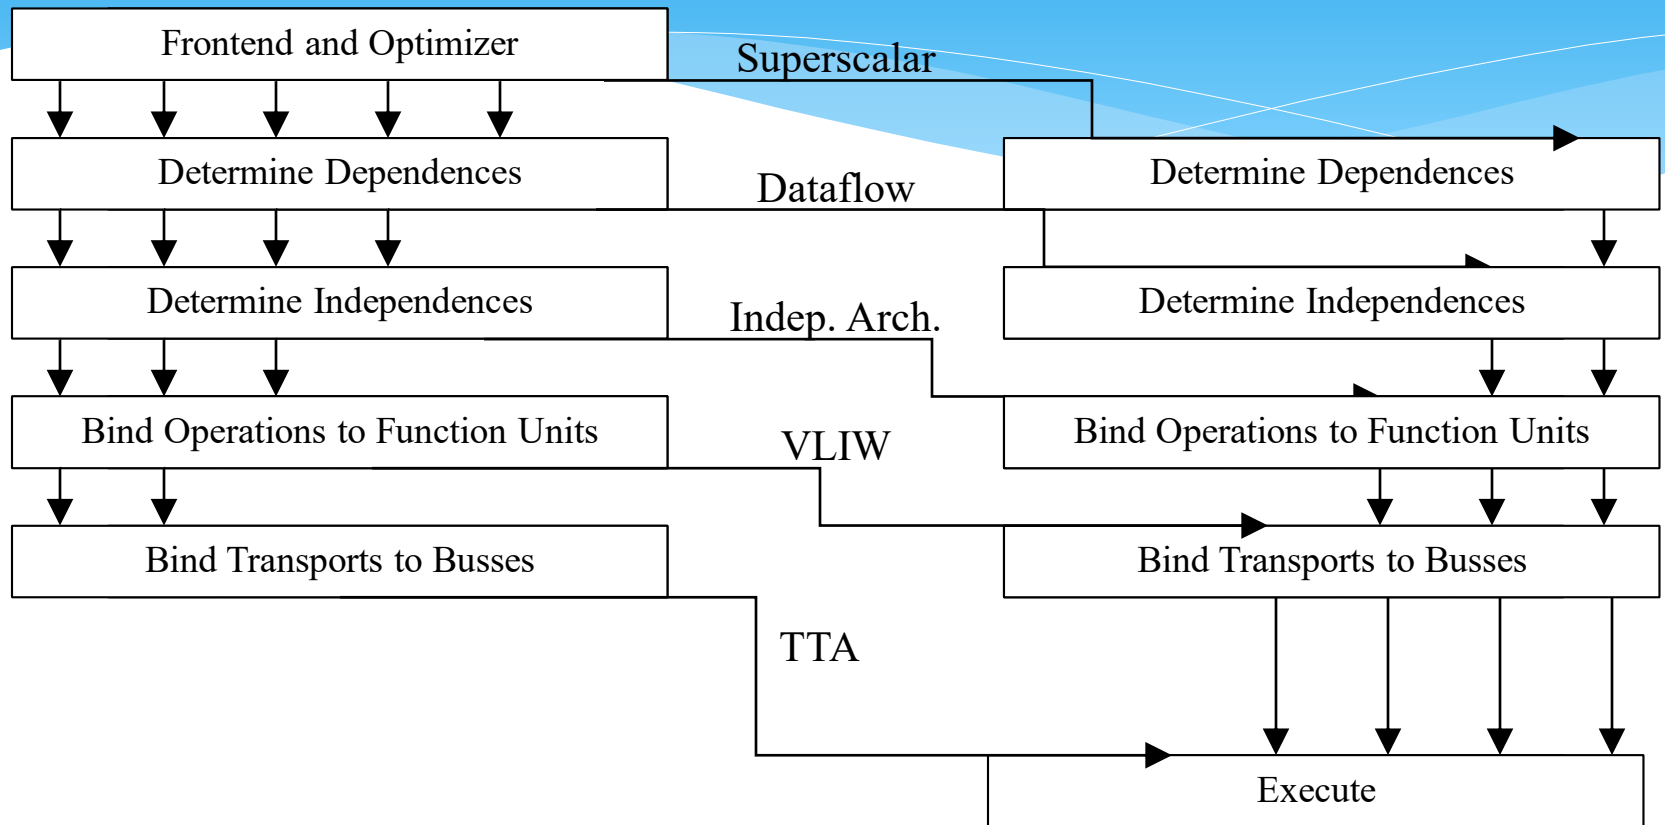 Frontend and Optimizer
Superscalar
Determine Dependences
Determine Dependences
Dataflow
Determine Independences
Determine Independences
Indep. Arch.
Bind Operations to Function Units
Bind Operations to Function Units
VLIW
Bind Transports to Busses
Bind Transports to Busses
TTA
Execute